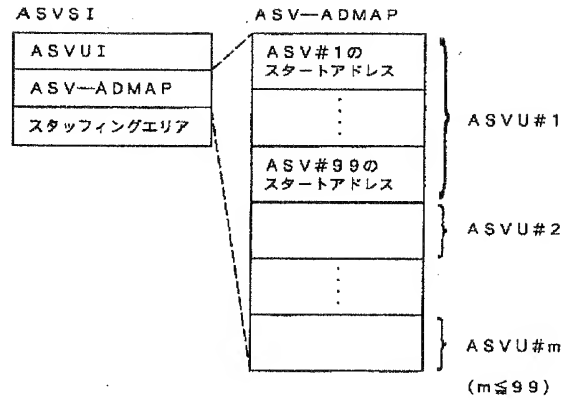 ASVSI
ASVUI
ASV—ADMAP
スタッフィングエリア
ASV—ADMAP
ASV#1の
スタートアドレス
ASV#99の
スタートアドレス
ASVU#1
ASVU#2
ASVU#m
(m≦99)